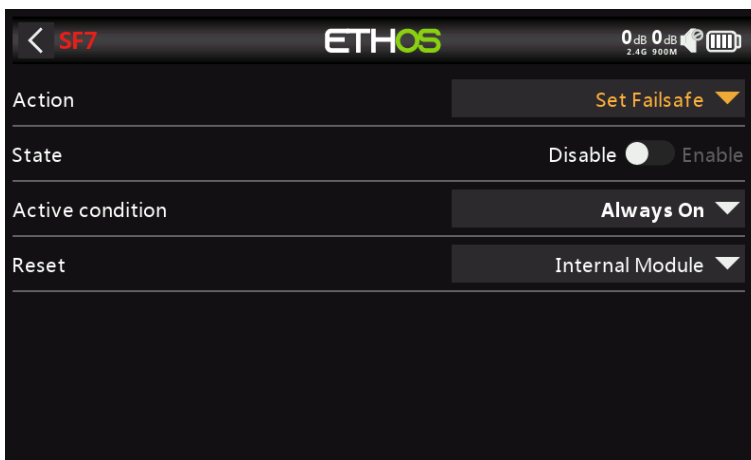 SF7 ETHOS 0dB 0dB
2.4G 900M
Action Set Failsafe
State Disable Enable
Active condition Always On
Reset Internal Module